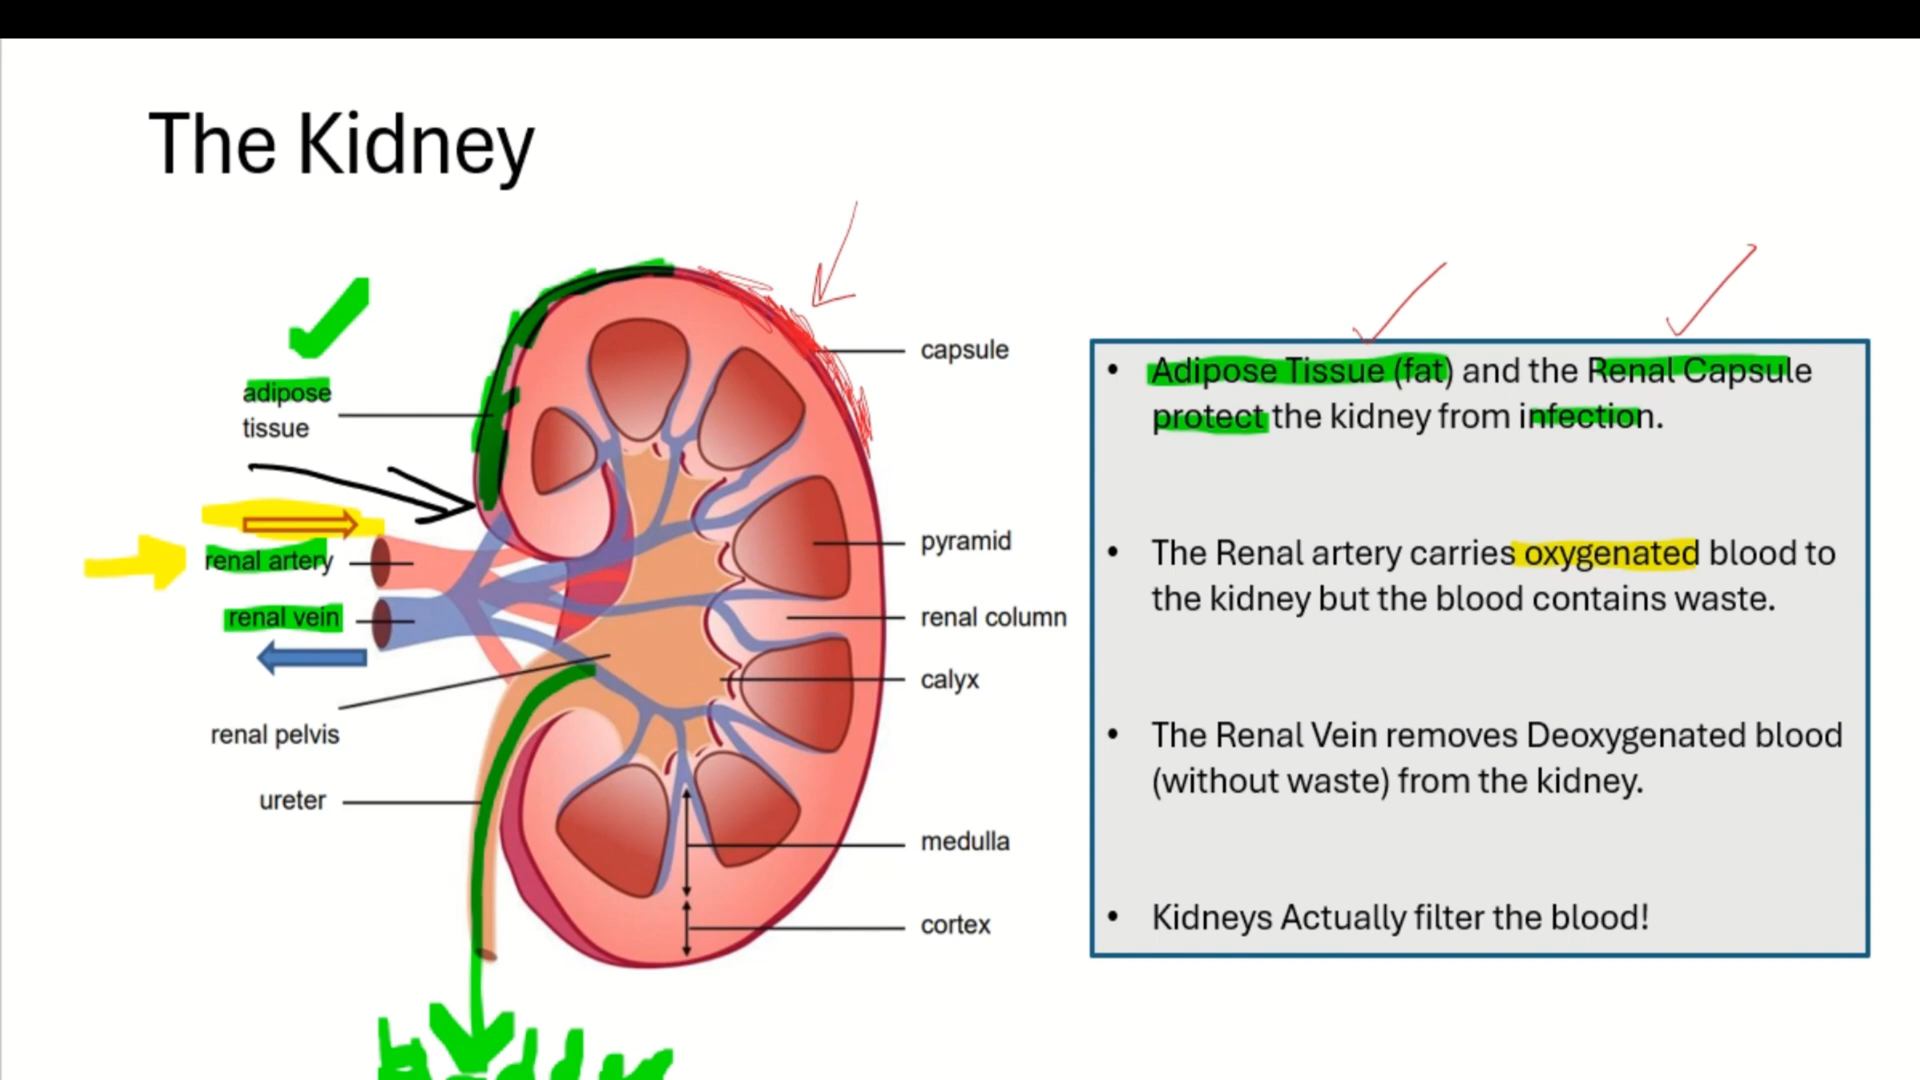 The Kidney
adipose
tissue
renal artery
renal vein
renal pelvis
ureter
capsule
pyramid
renal column
calyx
medulla
cortex
• Adipose Tissue (fat) and the Renal Capsule
protect the kidney from infection.
• The Renal artery carries oxygenated blood to
the kidney but the blood contains waste.
• The Renal Vein removes Deoxygenated blood
(without waste) from the kidney.
• Kidneys Actually filter the blood!